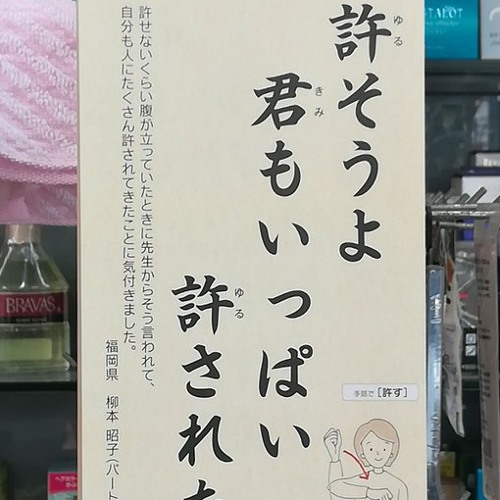 許そうよ
君もいっぱい
許された
許せないくらい腹が立っていたときに先生からそう言われて、
自分も人にたくさん許されてきたことに気付きました。
福岡県 柳本 昭子(パート
手話で [許す]
BRAVAS